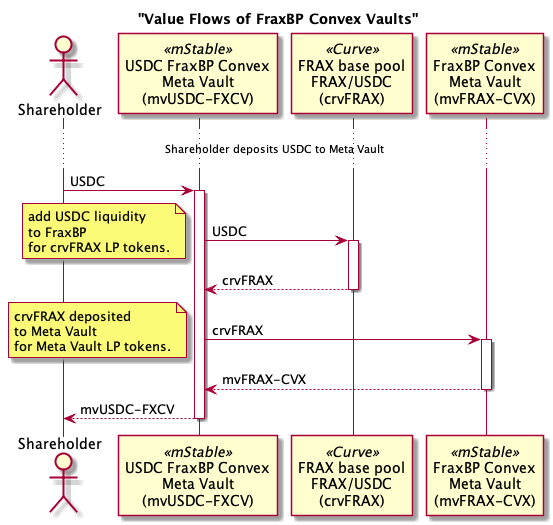 "Value Flows of FraxBP Convex Vaults"
Shareholder
«mStable»
USDC FraxBP Convex
Meta Vault
(mvUSDC-FXCV)
«Curve»
FRAX base pool
FRAX/USDC
(crvFRAX)
«mStable»
FraxBP Convex
Meta Vault
(mvFRAX-CVX)
Shareholder deposits USDC to Meta Vault
USDC
add USDC liquidity
to FraxBP
for crvFRAX LP tokens.
USDC
crvFRAX
crvFRAX deposited
to Meta Vault
for Meta Vault LP tokens.
crvFRAX
mvFRAX-CVX
mvUSDC-FXCV
Shareholder
«mStable»
USDC FraxBP Convex
Meta Vault
(mvUSDC-FXCV)
«Curve»
FRAX base pool
FRAX/USDC
(crvFRAX)
«mStable»
FraxBP Convex
Meta Vault
(mvFRAX-CVX)